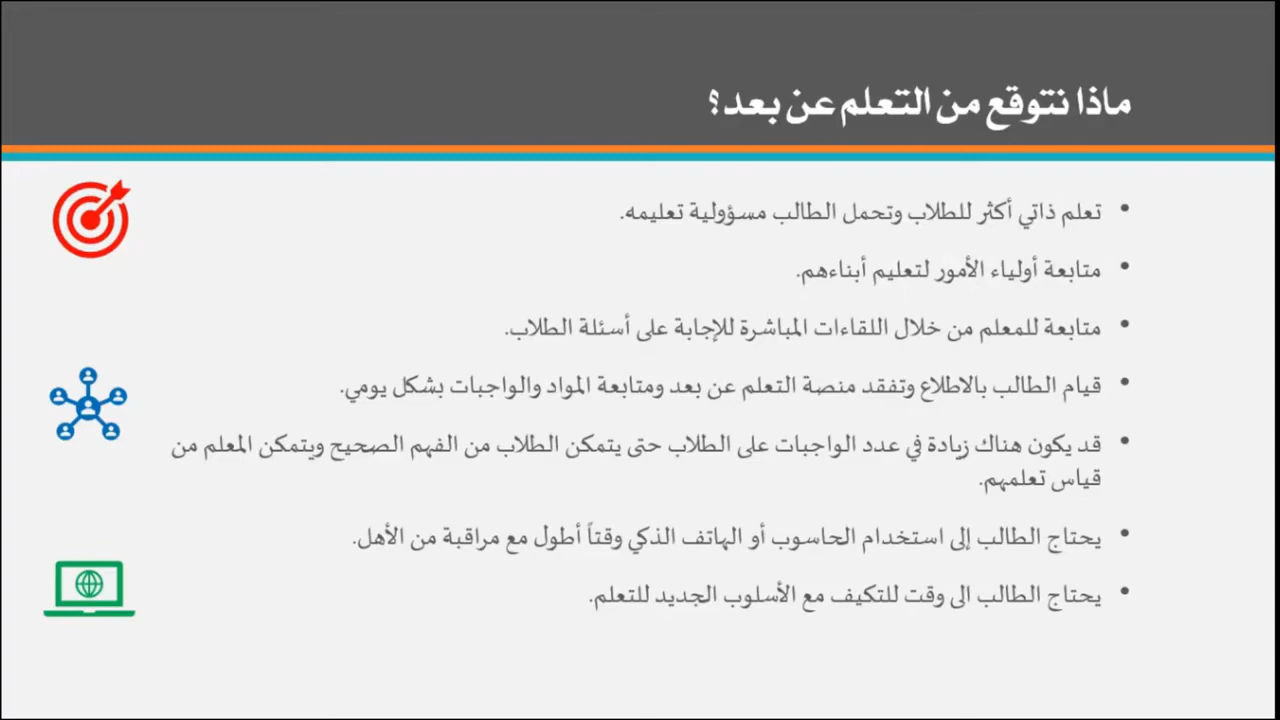 ماذا نتوقع من التعلم عن بعد؟
• تعلم ذاتي أكثر للطلاب وتحمل الطالب مسؤولية تعليمه.
• متابعة أولياء الأمور لتعليم أبناءهم.
• متابعة للمعلم من خلال اللقاءات المباشرة للإجابة على أسئلة الطلاب.
• قيام الطالب بالاطلاع وتفقد منصة التعلم عن بعد ومتابعة المواد والواجبات بشكل يومي.
• قد يكون هناك زيادة في عدد الواجبات على الطلاب حتى يتمكن الطلاب من الفهم الصحيح ويتمكن المعلم من
قياس تعلمهم.
• يحتاج الطالب إلى استخدام الحاسوب أو الهاتف الذكي وقتاً أطول مع مراقبة من الأهل.
• يحتاج الطالب الى وقت للتكيف مع الأسلوب الجديد للتعلم.